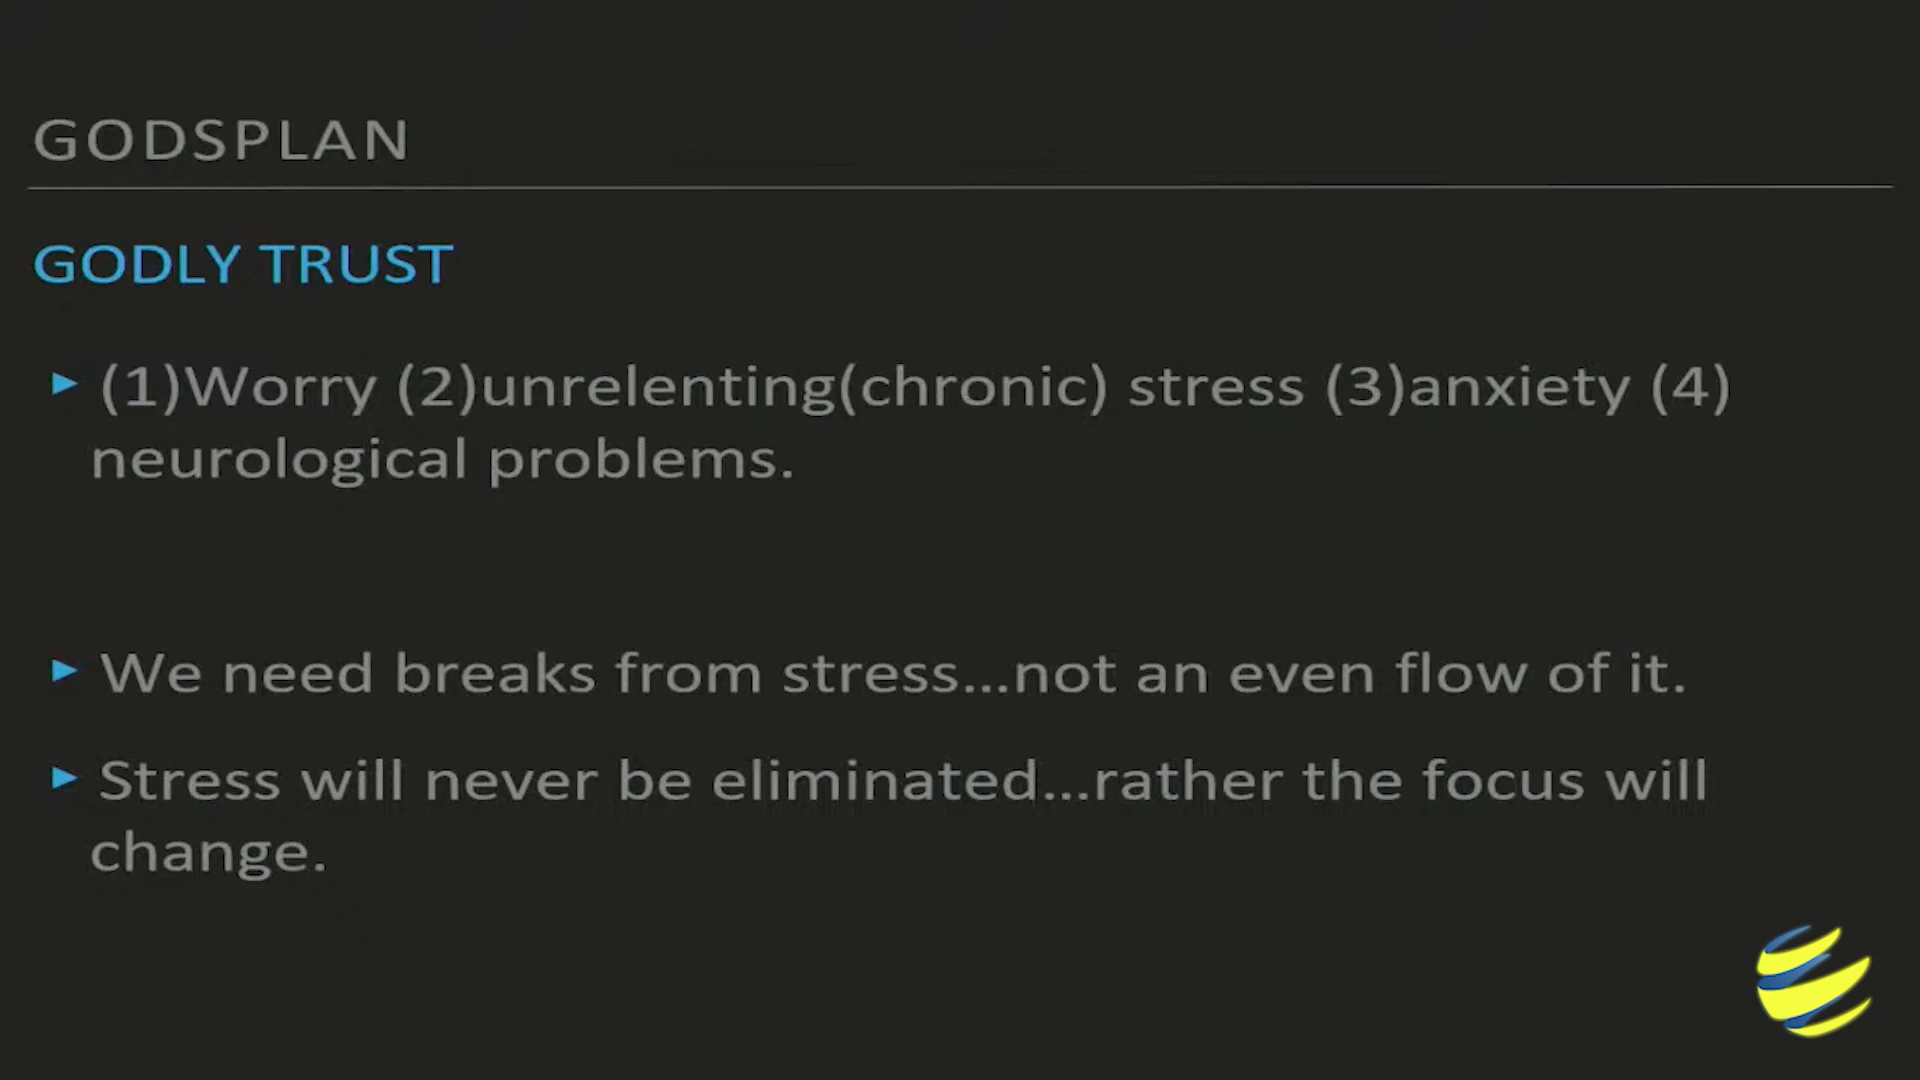 GODSPLAN
GODLY TRUST
(1)Worry (2)unrelenting(chronic) stress (3)anxiety (4)
neurological problems.
We need breaks from stress...not an even flow of it.
Stress will never be eliminated...rather the focus will
change.